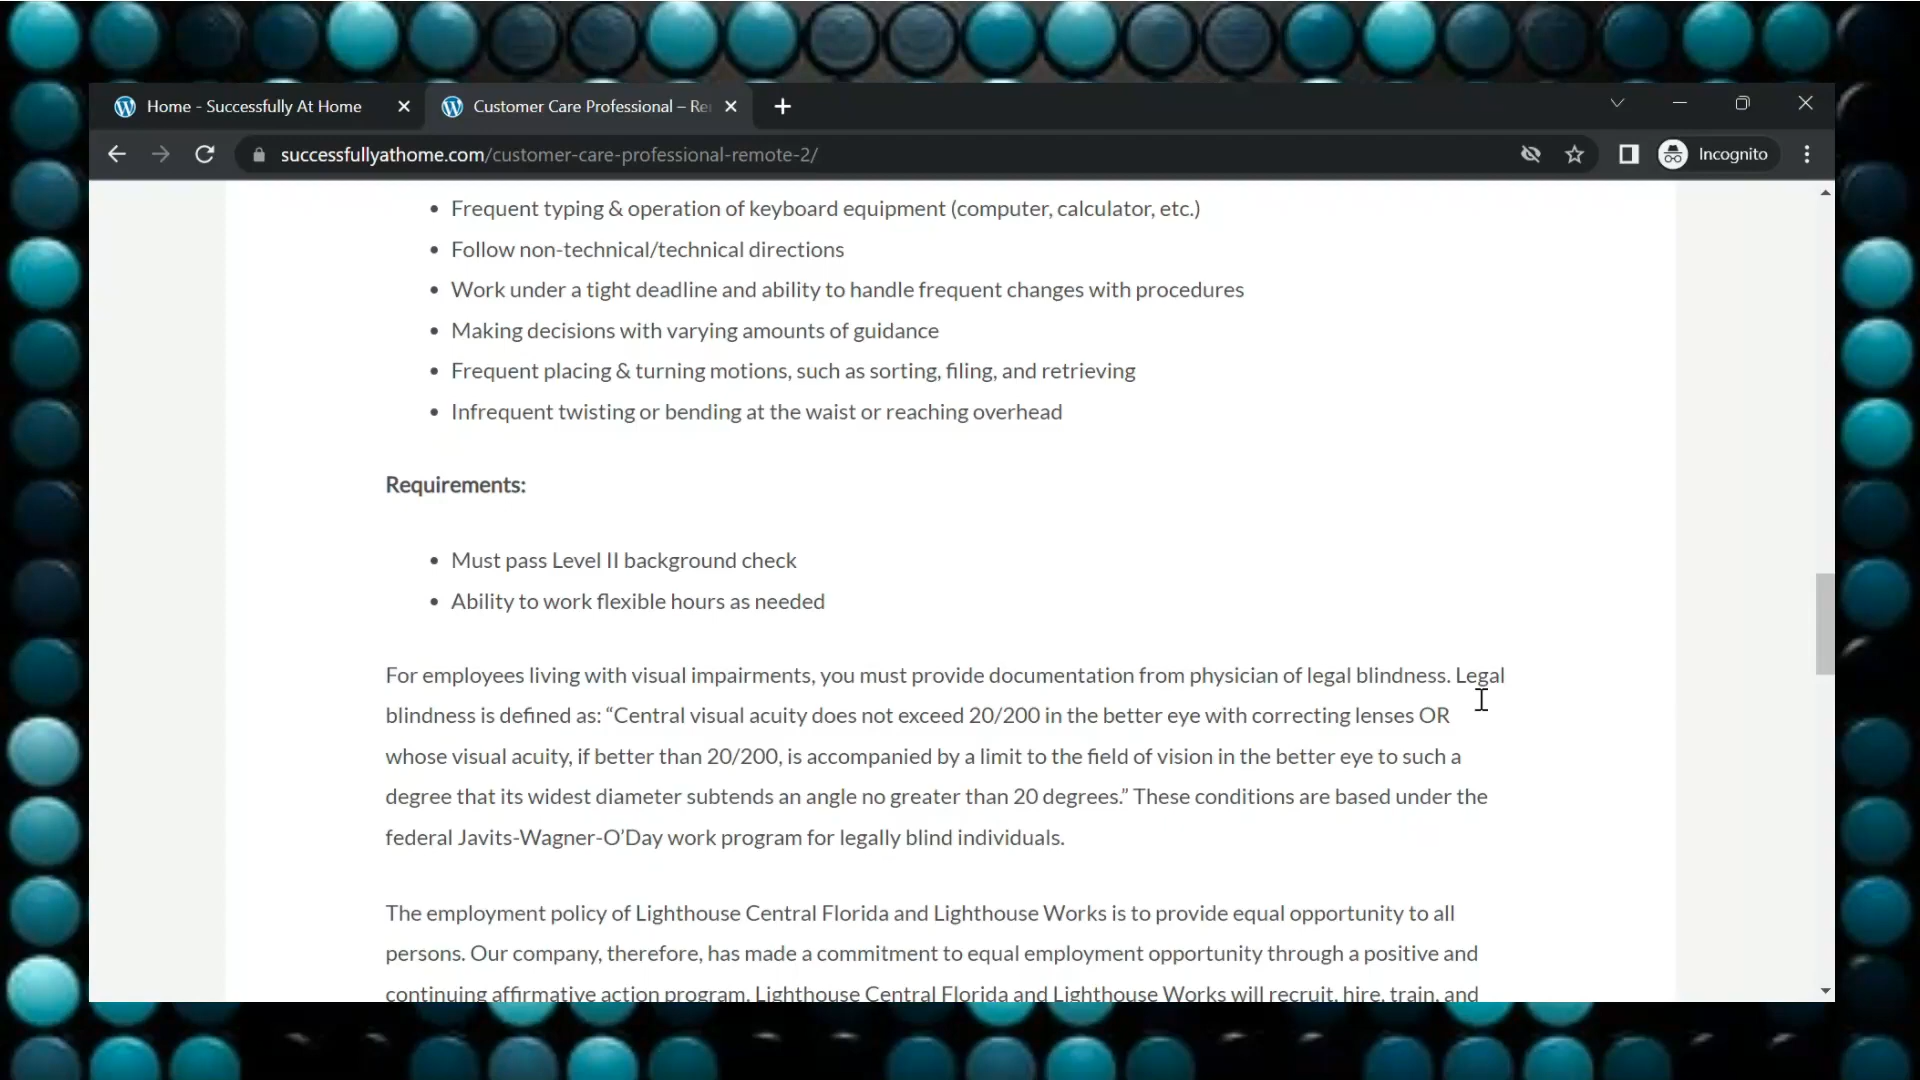 Home - Successfully At Home
Customer Care Professional – Re
successfullyathome.com/customer-care-professional-remote-2/
Incognito
• Frequent typing & operation of keyboard equipment (computer, calculator, etc.)
• Follow non-technical/technical directions
• Work under a tight deadline and ability to handle frequent changes with procedures
• Making decisions with varying amounts of guidance
• Frequent placing & turning motions, such as sorting, filing, and retrieving
• Infrequent twisting or bending at the waist or reaching overhead
Requirements:
• Must pass Level II background check
• Ability to work flexible hours as needed
For employees living with visual impairments, you must provide documentation from physician of legal blindness. Legal
blindness is defined as: “Central visual acuity does not exceed 20/200 in the better eye with correcting lenses OR
whose visual acuity, if better than 20/200, is accompanied by a limit to the field of vision in the better eye to such a
degree that its widest diameter subtends an angle no greater than 20 degrees.” These conditions are based under the
federal Javits-Wagner-O’Day work program for legally blind individuals.
The employment policy of Lighthouse Central Florida and Lighthouse Works is to provide equal opportunity to all
persons. Our company, therefore, has made a commitment to equal employment opportunity through a positive and
continuing affirmative action program. Lighthouse Central Florida and Lighthouse Works will recruit, hire, train, and